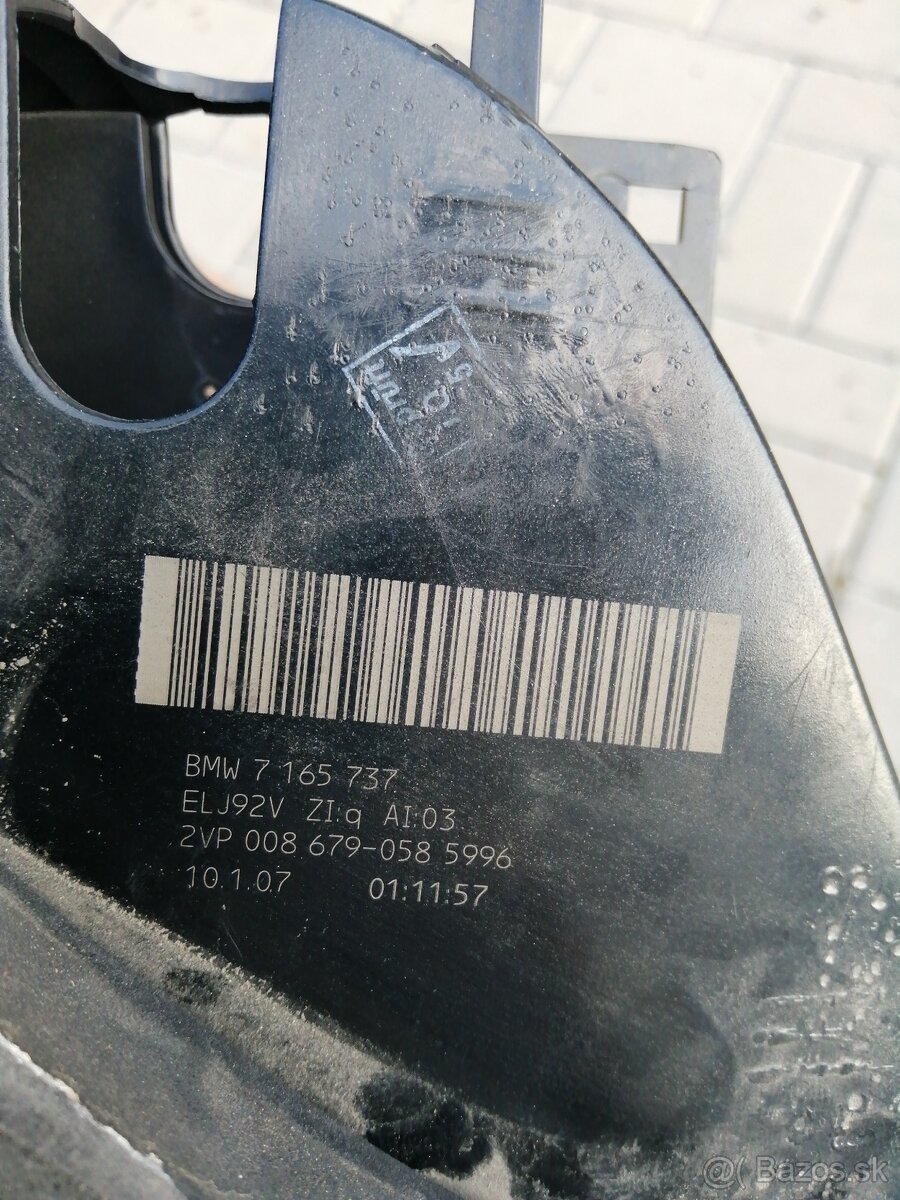 BMW 7 165 737
ELJ92V ZI:q AI:03
2VP 008 679-058 5996
10.1.07 01:11:57
@( Bazos.sk